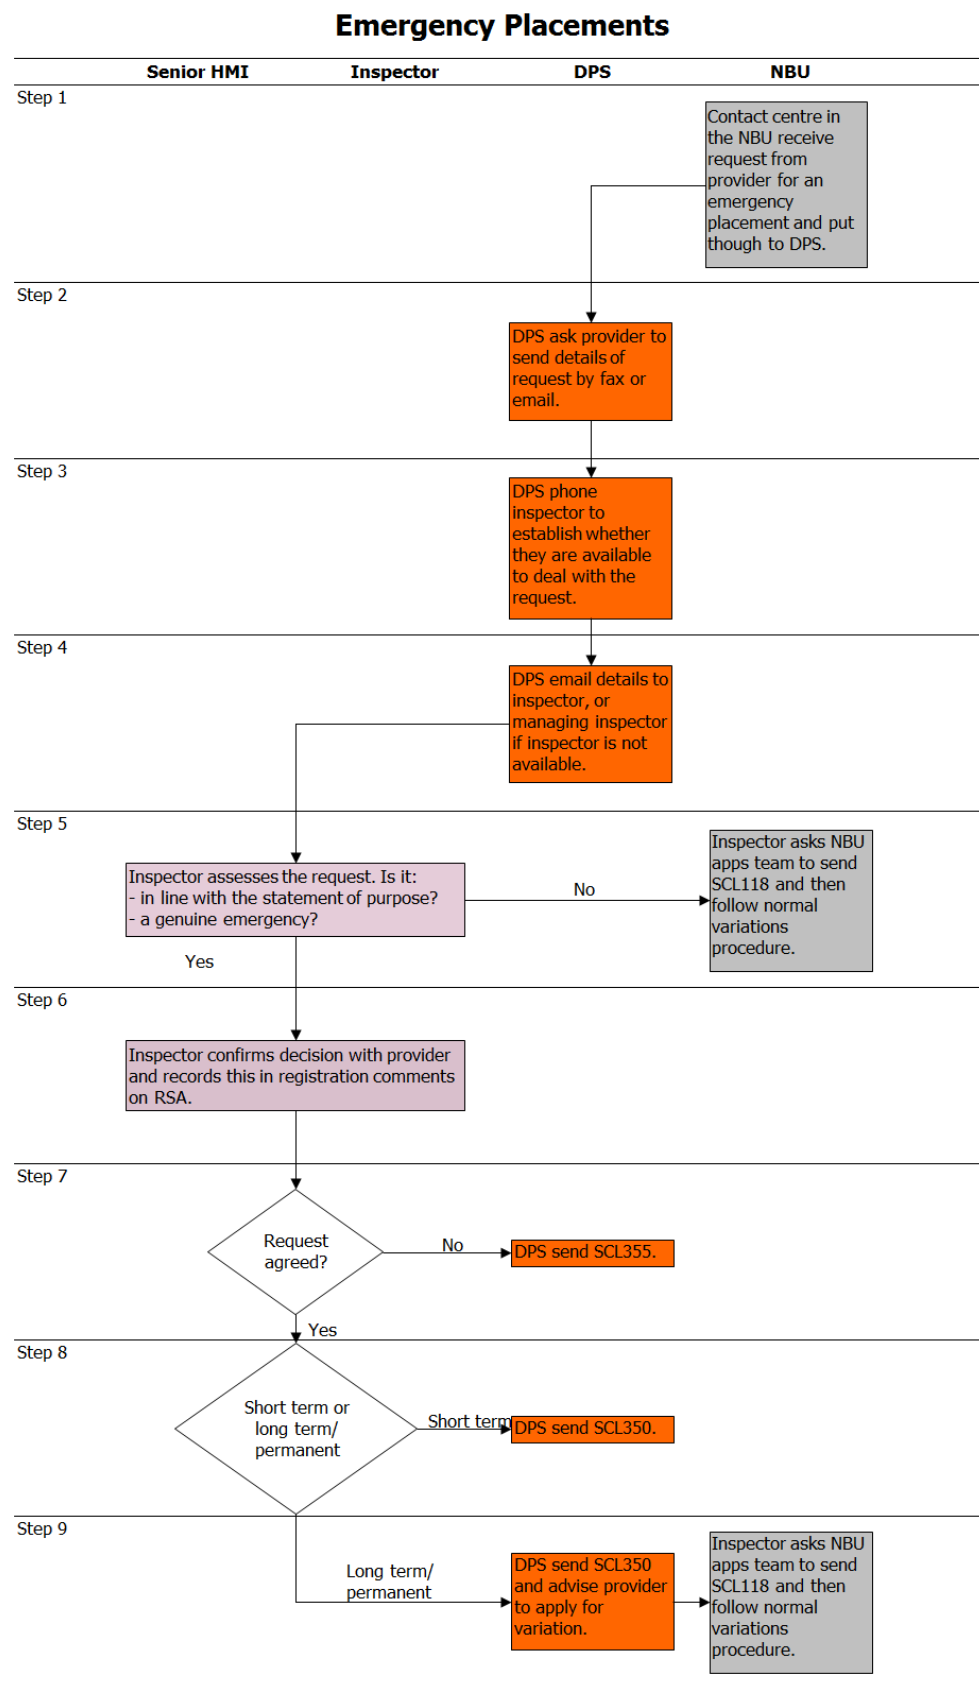 Emergency Placements
Senior HMI
Inspector
DPS
NBU
Step 1
Contact centre in
the NBU receive
request from
provider for an
emergency
placement and put
though to DPS.
Step 2
DPS ask provider to
send details of
request by fax or
email.
Step 3
DPS phone
inspector to
establish whether
they are available
to deal with the
request.
Step 4
DPS email details to
inspector, or
managing inspector
if inspector is not
available.
Step 5
Inspector assesses the request. Is it:
- in line with the statement of purpose?
- a genuine emergency?
No
Inspector asks NBU
apps team to send
SCL118 and then
follow normal
variations
procedure.
Yes
Step 6
Inspector confirms decision with provider
and records this in registration comments
on RSA.
Step 7
Request
agreed?
No
DPS send SCL355.
Yes
Step 8
Short term or
long term/
permanent
Short term
DPS send SCL350.
Step 9
Long term/
permanent
DPS send SCL350
and advise provider
to apply for
variation.
Inspector asks NBU
apps team to send
SCL118 and then
follow normal
variations
procedure.